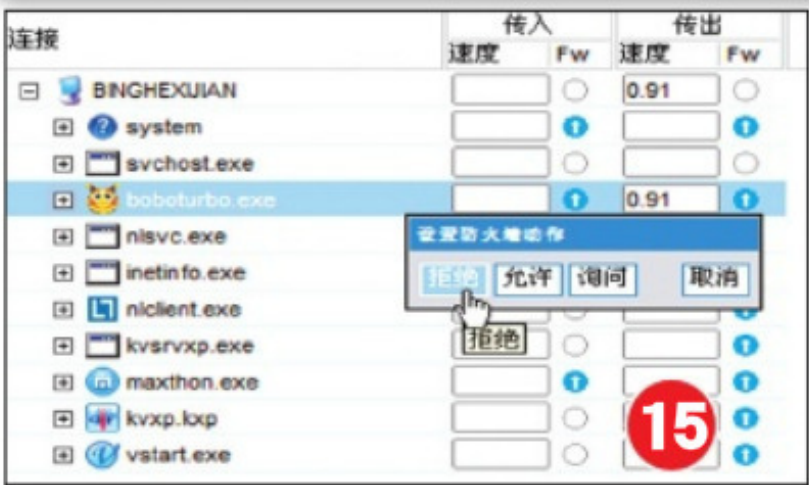 连接 传入 传出
速度 Fw 速度 Fw
BINGHEXIJIAN 0.91
system
svchost.exe
boboturbo.exe 0.91
nlsvc.exe
设置防火墙动作
inetinfo.exe
拒绝 允许 询问 取消
nlclient.exe
拒绝
kvsrvxp.exe
maxthon.exe
kvxp.kxp
15
vstart.exe